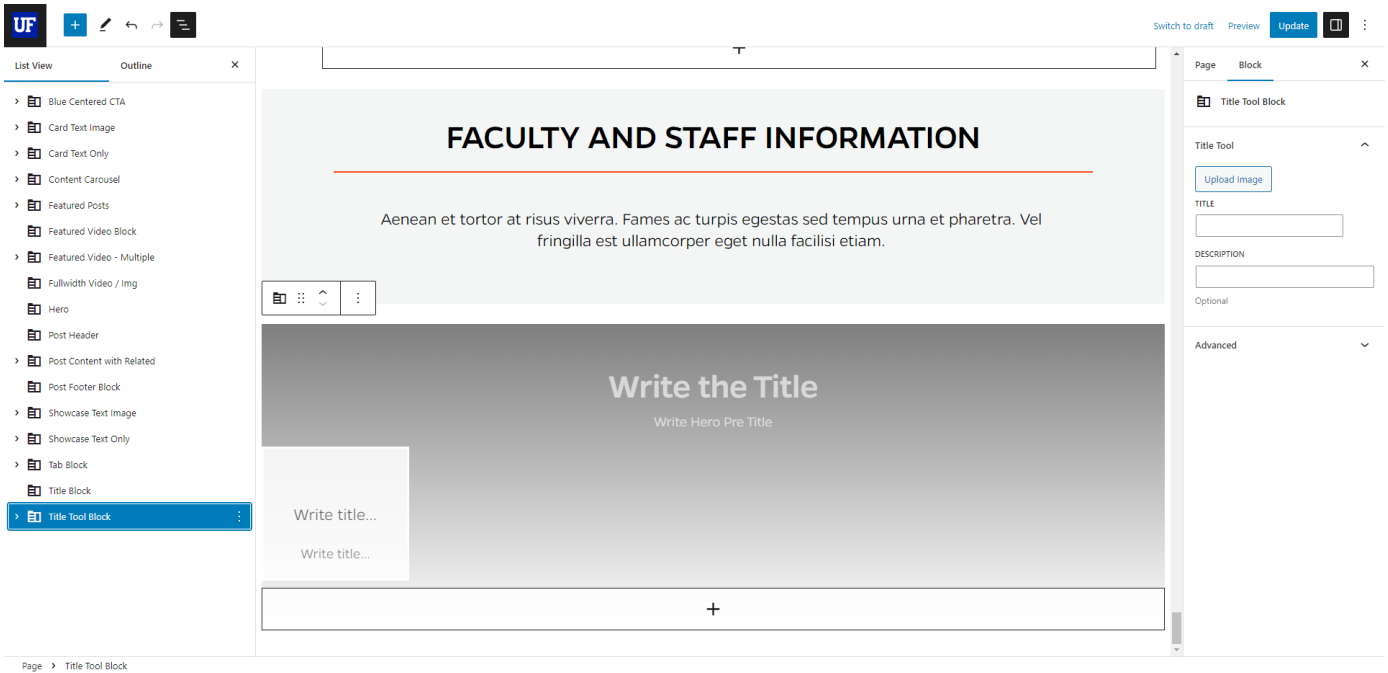 UF
Switch to draft
Preview
Update
List View
Outline
Blue Centered CTA
Card Text Image
Card Text Only
Content Carousel
Featured Posts
Featured Video Block
Featured Video - Multiple
Fullwidth Video / Img
Hero
Post Header
Post Content with Related
Post Footer Block
Showcase Text Image
Showcase Text Only
Tab Block
Title Block
Title Tool Block
FACULTY AND STAFF INFORMATION
Aenean et tortor at risus viverra. Fames ac turpis egestas sed tempus urna et pharetra. Vel
fringilla est ullamcorper eget nulla facilisi etiam.
Write the Title
Write Hero Pre Title
Write title...
Write title...
Page
Block
Title Tool Block
Title Tool
Upload Image
TITLE
DESCRIPTION
Optional
Advanced
Page > Title Tool Block